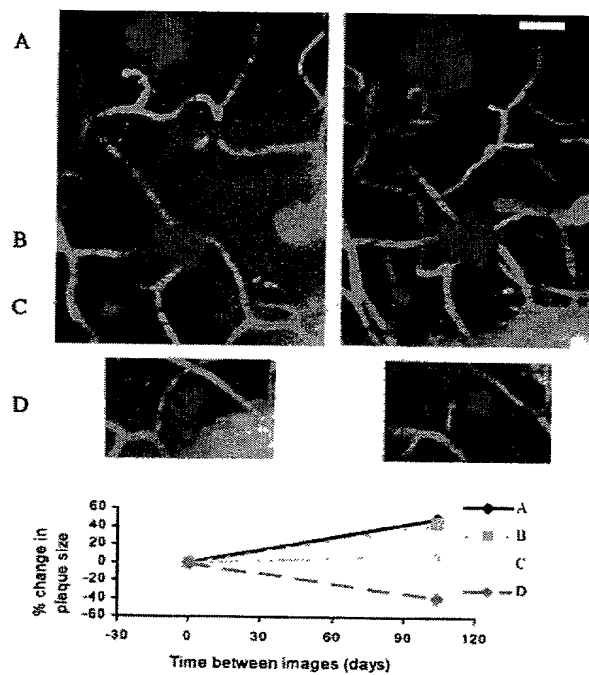 A
B
C
D
% change in
plaque size
60
40
20
0
-20
-40
-60
-30
0
30
60
90
120
Time between images (days)
A
B
C
D